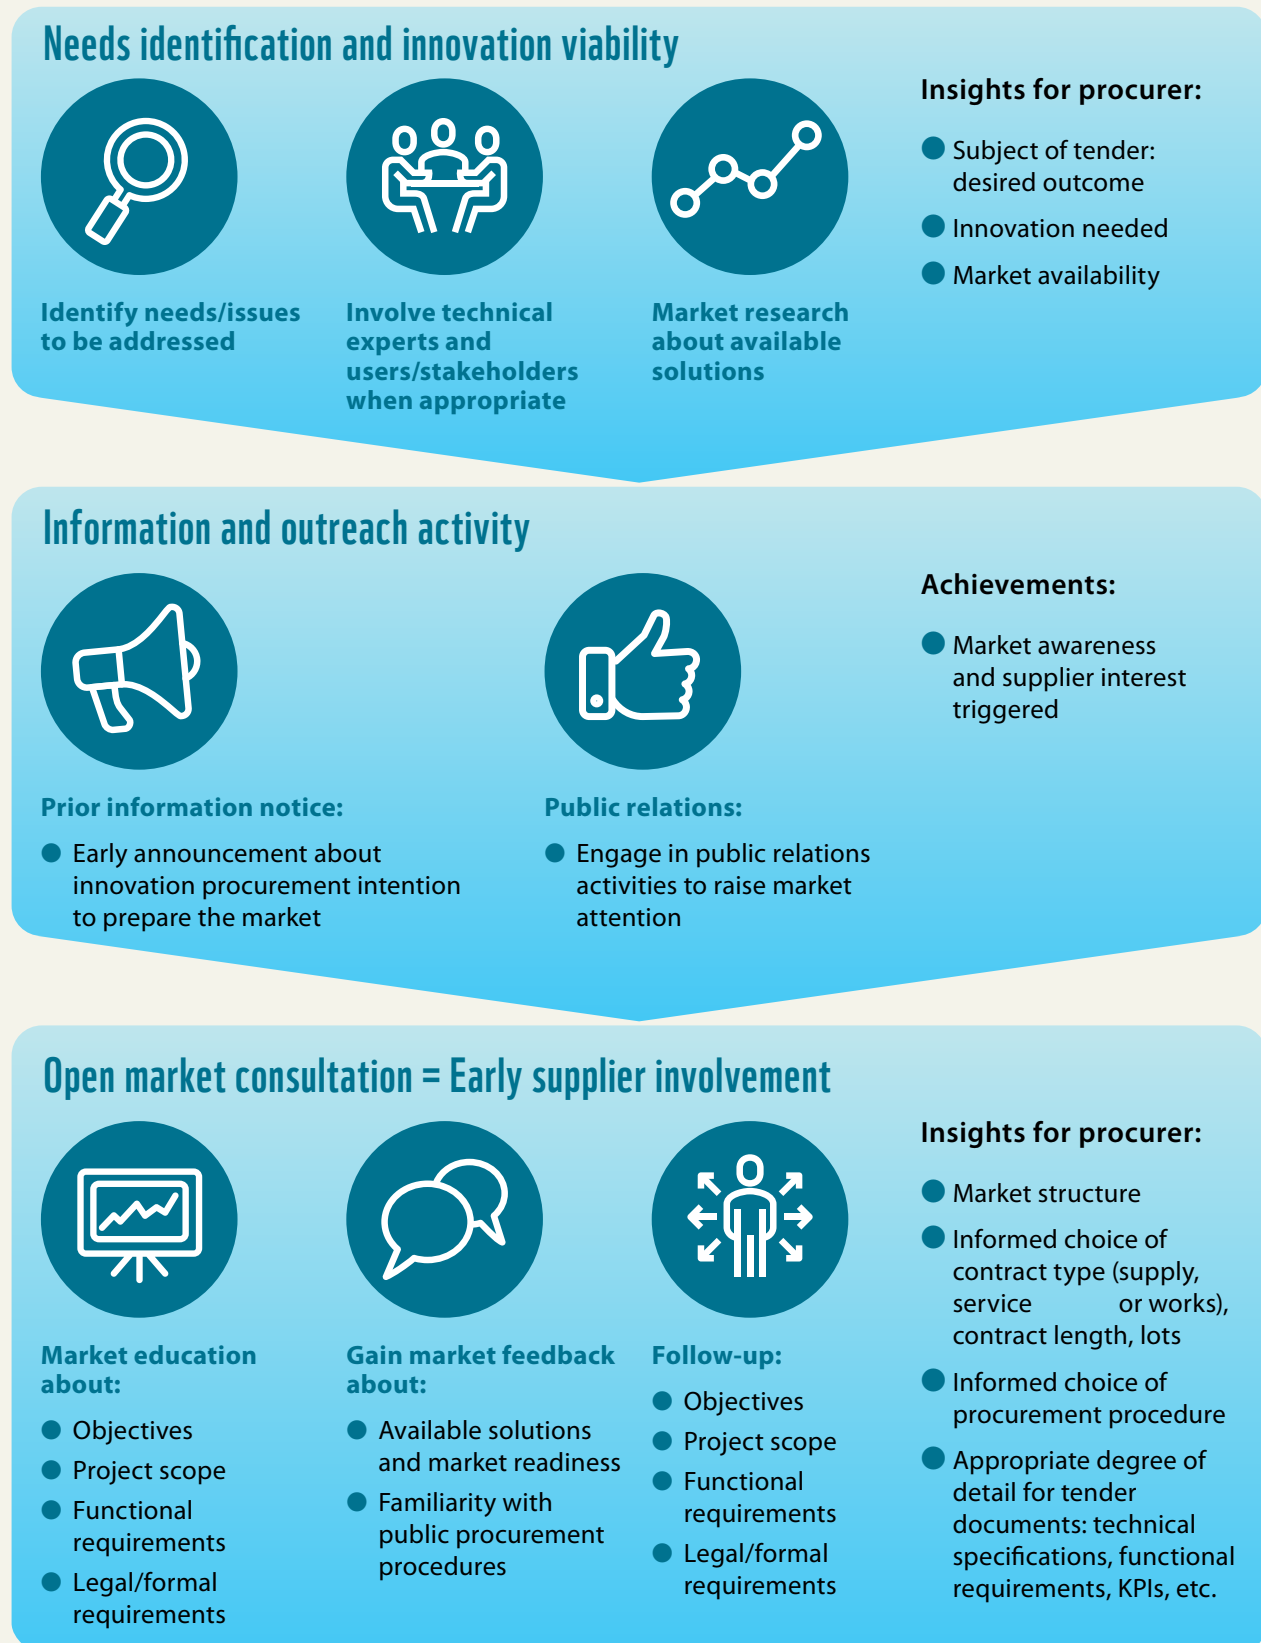 Needs identification and innovation viability
Identify needs/issues
to be addressed
Involve technical
experts and
users/stakeholders
when appropriate
Market research
about available
solutions
Insights for procurer:
Subject of tender:
desired outcome
Innovation needed
Market availability
Information and outreach activity
Prior information notice:
Early announcement about
innovation procurement intention
to prepare the market
Public relations:
Engage in public relations
activities to raise market
attention
Achievements:
Market awareness
and supplier interest
triggered
Open market consultation = Early supplier involvement
Market education
about:
Objectives
Project scope
Functional
requirements
Legal/formal
requirements
Gain market feedback
about:
Available solutions
and market readiness
Familiarity with
public procurement
procedures
Follow-up:
Objectives
Project scope
Functional
requirements
Legal/formal
requirements
Insights for procurer:
Market structure
Informed choice of
contract type (supply,
service or works),
contract length, lots
Informed choice of
procurement procedure
Appropriate degree of
detail for tender
documents: technical
specifications, functional
requirements, KPIs, etc.